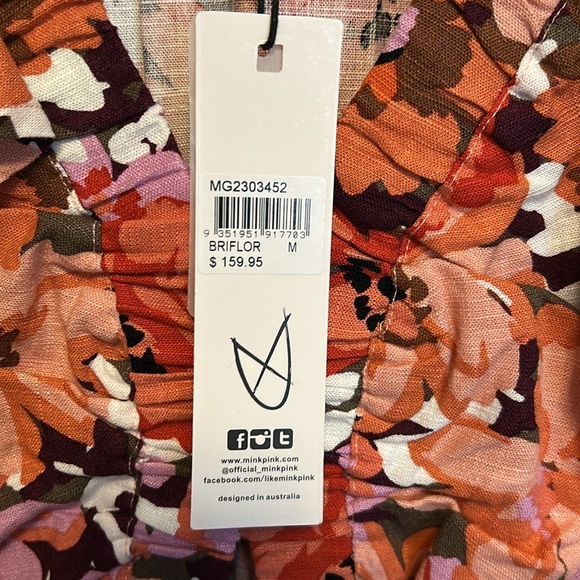 MG2303452
9 351951 917703
BRIFLOR M
$ 159.95
f t
www.minkpink.com
@official_minkpink
facebook.com/likeminkpink
designed in australia